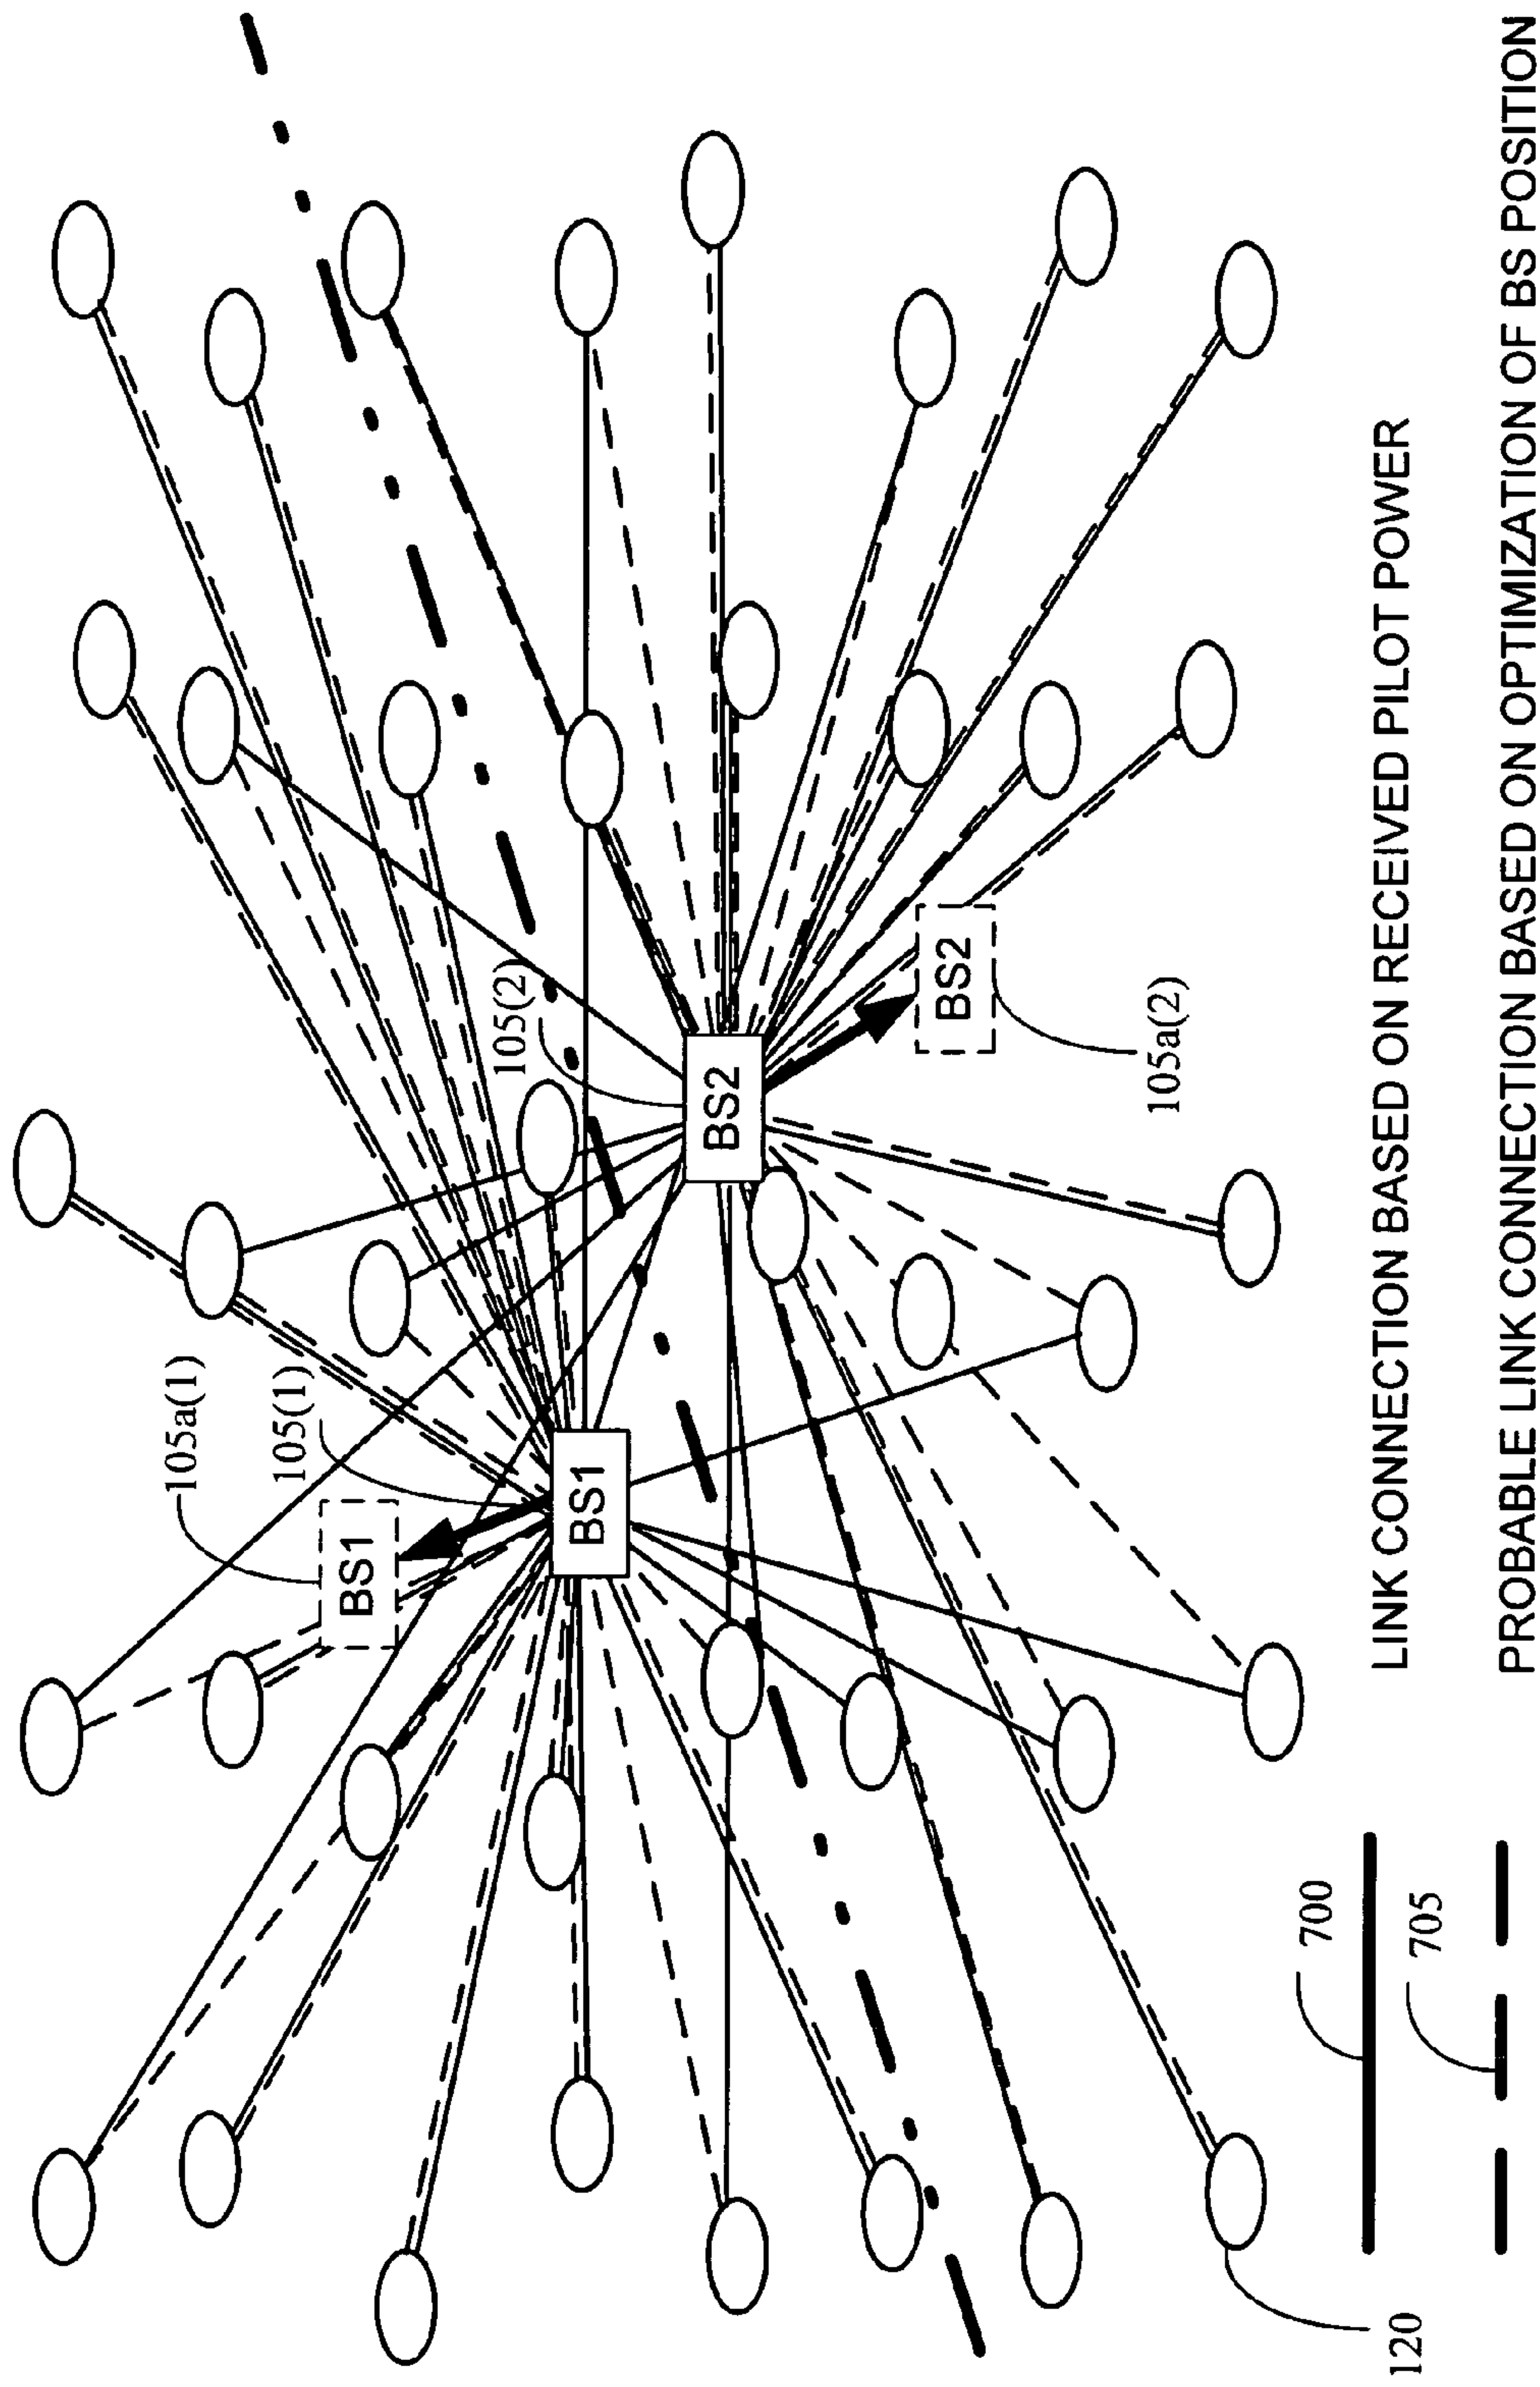 105a(1)
105(1)
BS1
BS1
105(2)
BS2
BS2
105a(2)
120
700
LINK CONNECTION BASED ON RECEIVED PILOT POWER
705
PROBABLE LINK CONNECTION BASED ON OPTIMIZATION OF BS POSITION